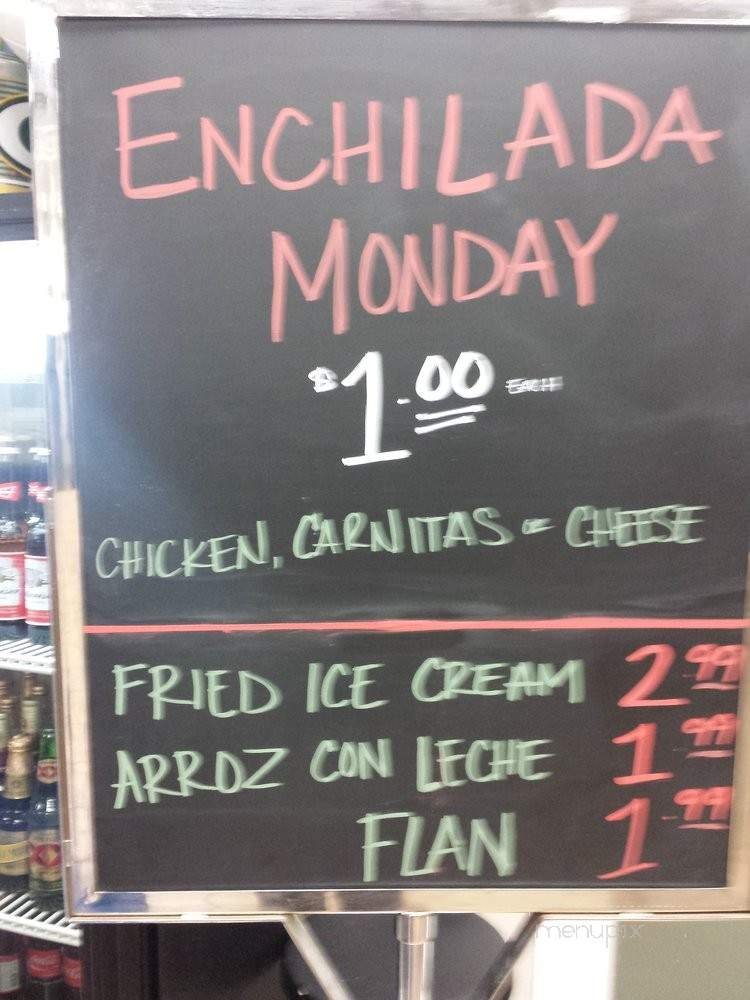 ENCHILADA
MONDAY
$1.00 EACH
CHICKEN, CARNITAS or CHEESE
FRIED ICE CREAM 2.99
ARROZ CON LECHE 1.99
FLAN 1.99
menupix